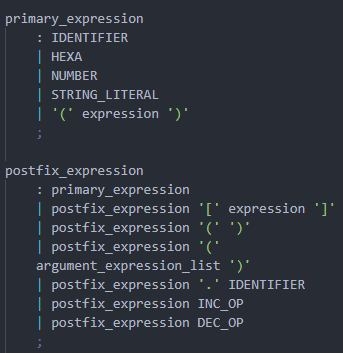 primary_expression
: IDENTIFIER
| HEXA
| NUMBER
| STRING_LITERAL
| '(' expression ')'
;
postfix_expression
: primary_expression
| postfix_expression '[' expression ']'
| postfix_expression '(' ')'
| postfix_expression '('
argument_expression_list ')'
| postfix_expression '.' IDENTIFIER
| postfix_expression INC_OP
| postfix_expression DEC_OP
;